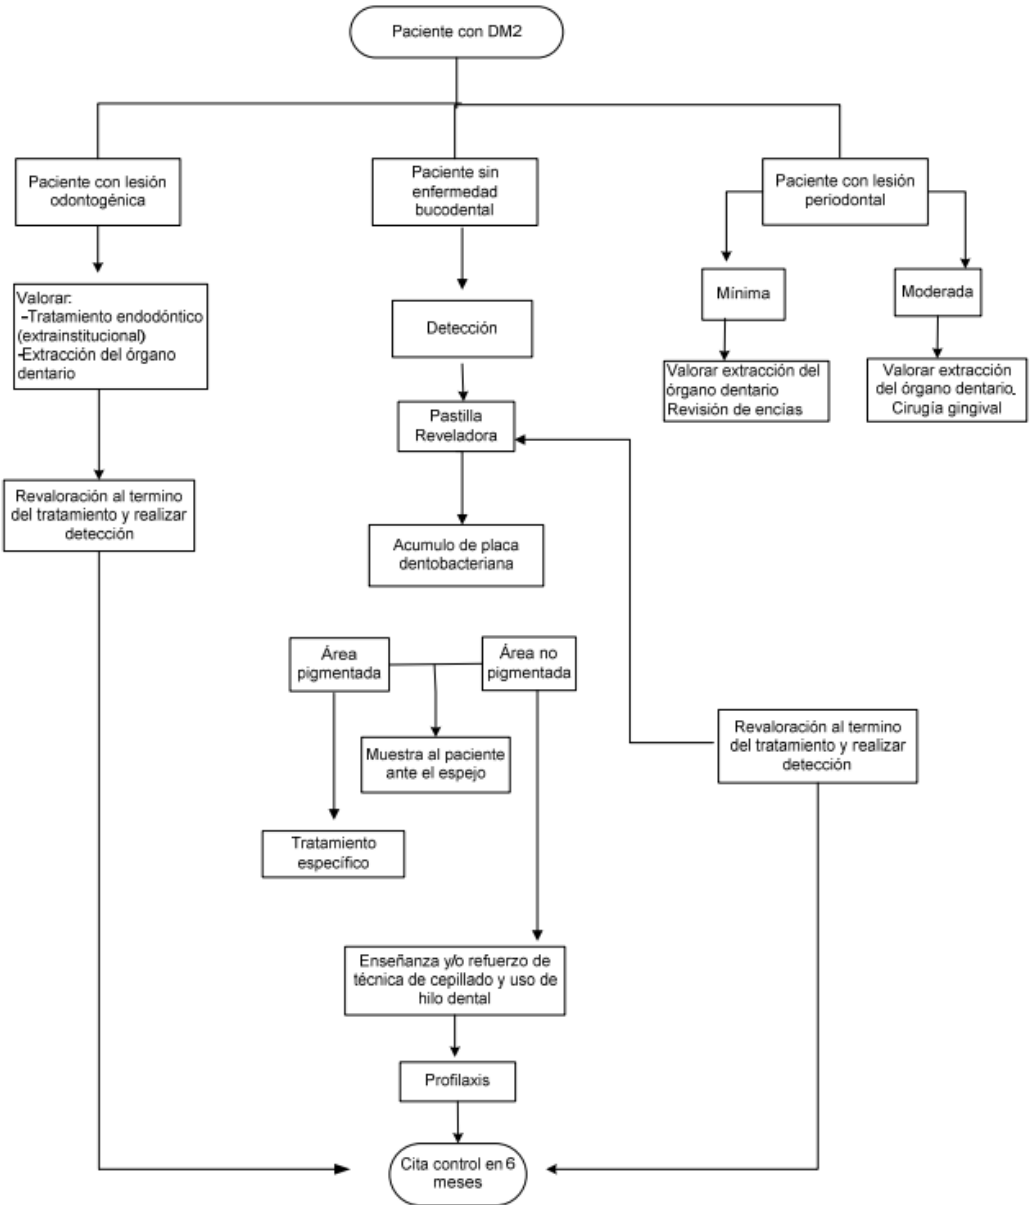 Paciente con DM2
Paciente con lesión
odontogénica
Paciente sin
enfermedad
bucodental
Paciente con lesión
periodontal
Valorar:
-Tratamiento endodóntico
(extrainstitucional)
-Extracción del órgano
dentario
Detección
Mínima
Moderada
Valorar extracción del
órgano dentario
Revisión de encías
Valorar extracción
del órgano dentario.
Cirugía gingival
Pastilla
Reveladora
Revaloración al termino
del tratamiento y realizar
detección
Acumulo de placa
dentobacteriana
Área
pigmentada
Área no
pigmentada
Muestra al paciente
ante el espejo
Revaloración al termino
del tratamiento y realizar
detección
Tratamiento
específico
Enseñanza y/o refuerzo de
técnica de cepillado y uso de
hilo dental
Profilaxis
Cita control en 6
meses